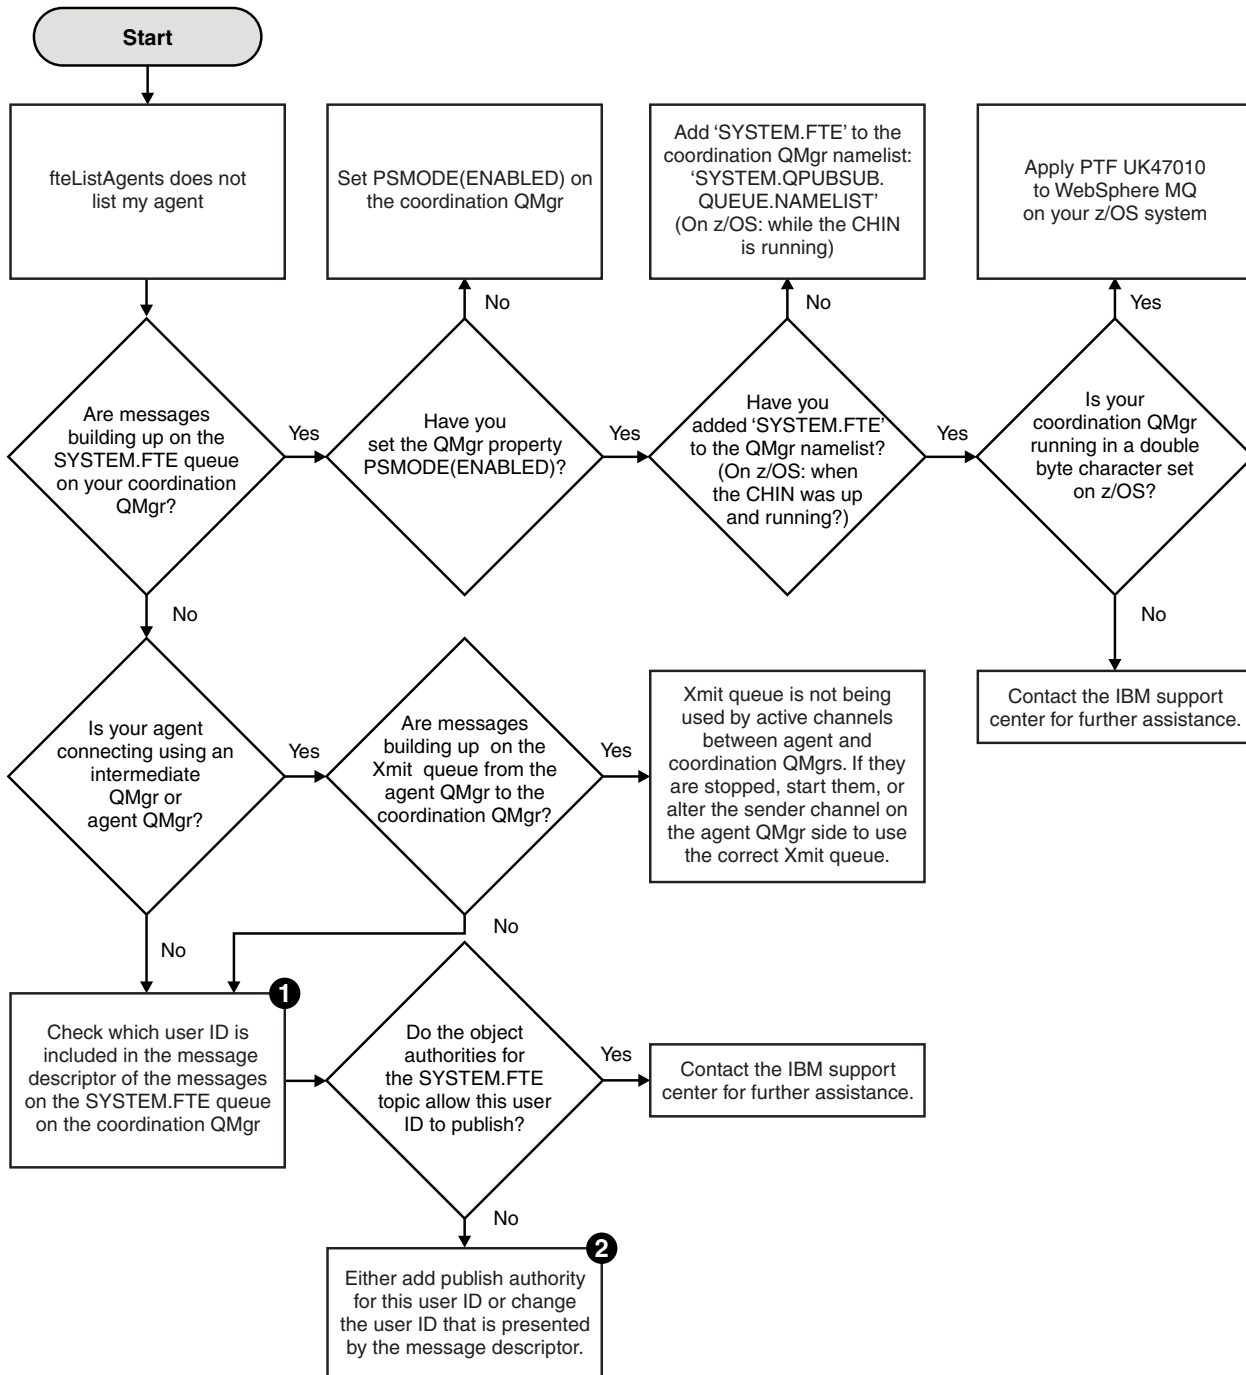 Start
fteListAgents does not
list my agent
Set PSMODE(ENABLED) on
the coordination QMgr
Add ‘SYSTEM.FTE’ to the
coordination QMgr namelist:
‘SYSTEM.QPUBSUB.
QUEUE.NAMELIST’
(On z/OS: while the CHIN
is running)
Apply PTF UK47010
to WebSphere MQ
on your z/OS system
No
No
Yes
Are messages
building up on the
SYSTEM.FTE queue
on your coordination
QMgr?
Yes
Have you
set the QMgr property
PSMODE(ENABLED)?
Yes
Have you
added ‘SYSTEM.FTE’
to the QMgr namelist?
(On z/OS: when
the CHIN was up
and running?)
Yes
Is your
coordination QMgr
running in a double
byte character set
on z/OS?
No
No
Is your agent
connecting using an
intermediate
QMgr or
agent QMgr?
Yes
Are messages
building up on the
Xmit queue from the
agent QMgr to the
coordination QMgr?
Yes
Xmit queue is not being
used by active channels
between agent and
coordination QMgrs. If they
are stopped, start them, or
alter the sender channel on
the agent QMgr side to use
the correct Xmit queue.
Contact the IBM support
center for further assistance.
No
No
1
Check which user ID is
included in the message
descriptor of the messages
on the SYSTEM.FTE queue
on the coordination QMgr
Do the object
authorities for
the SYSTEM.FTE
topic allow this user
ID to publish?
Yes
Contact the IBM support
center for further assistance.
No
2
Either add publish authority
for this user ID or change
the user ID that is presented
by the message descriptor.